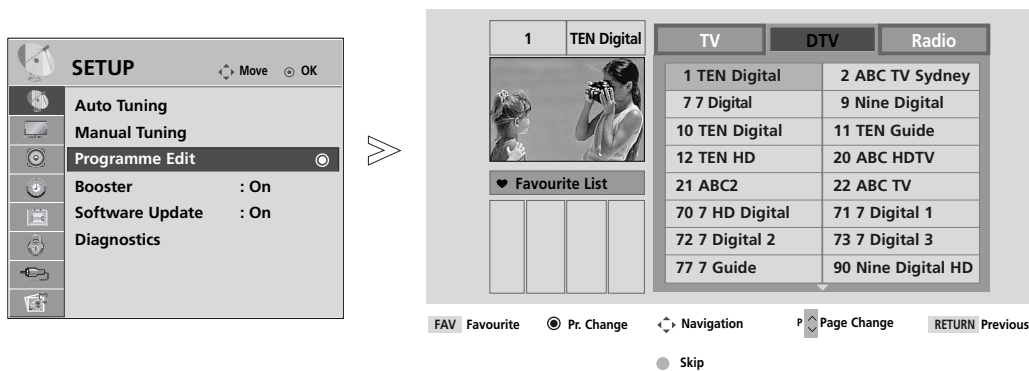 SETUP
Move OK
Auto Tuning
Manual Tuning
Programme Edit
Booster : On
Software Update : On
Diagnostics
1 TEN Digital
Favourite List
TV DTV Radio
1 TEN Digital 2 ABC TV Sydney
7 7 Digital 9 Nine Digital
10 TEN Digital 11 TEN Guide
12 TEN HD 20 ABC HDTV
21 ABC2 22 ABC TV
70 7 HD Digital 71 7 Digital 1
72 7 Digital 2 73 7 Digital 3
77 7 Guide 90 Nine Digital HD
FAV Favourite Pr. Change Navigation P Page Change RETURN Previous
Skip